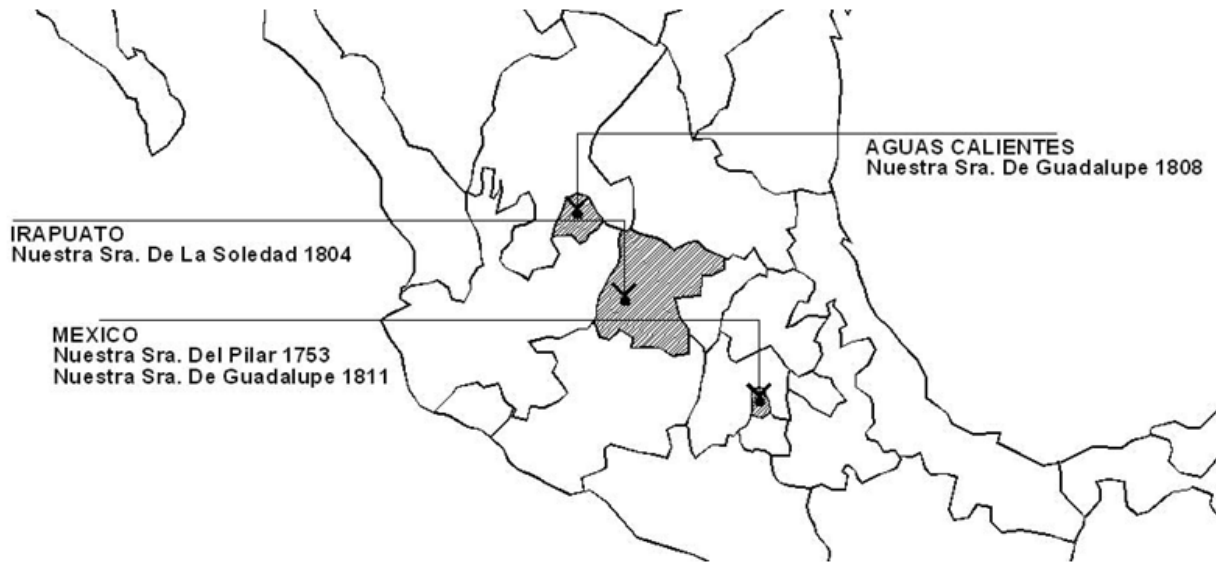 AGUAS CALIENTES
Nuestra Sra. De Guadalupe 1808
IRAPUATO
Nuestra Sra. De La Soledad 1804
MEXICO
Nuestra Sra. Del Pilar 1753
Nuestra Sra. De Guadalupe 1811